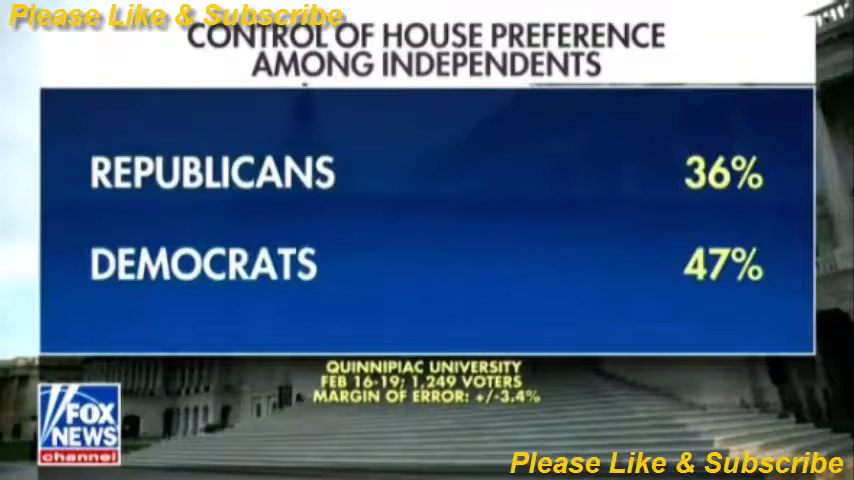 Please Like & Subscribe
CONTROL OF HOUSE PREFERENCE
AMONG INDEPENDENTS
REPUBLICANS 36%
DEMOCRATS 47%
QUINNIPIAC UNIVERSITY
FEB 16-19; 1,249 VOTERS
MARGIN OF ERROR: +/-3.4%
FOX
NEWS
channel
Please Like & Subscribe